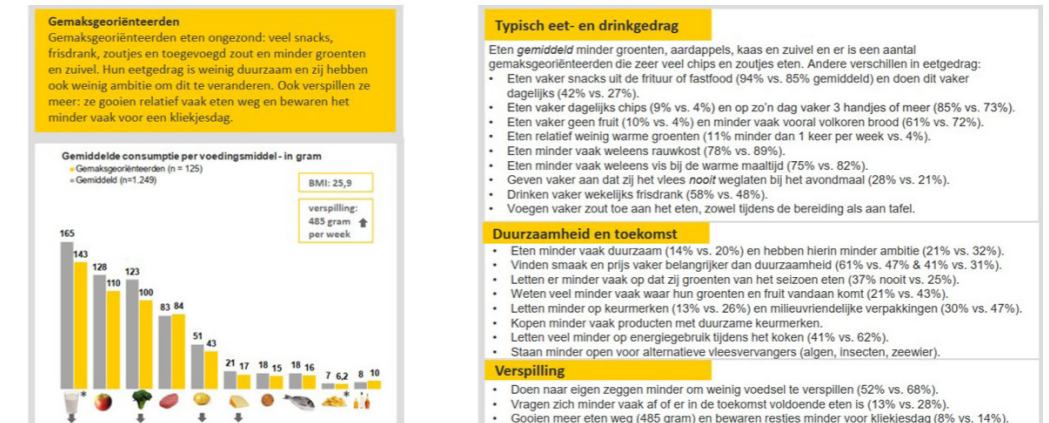 Gemaksgeoriënteerden
Gemaksgeoriënteerden eten ongezond: veel snacks,
frisdrank, zoutjes en toegevoegd zout en minder groenten
en zuivel. Hun eetgedrag is weinig duurzaam en zij hebben
ook weinig ambitie om dit te veranderen. Ook verspillen ze
meer: ze gooien relatief vaak eten weg en bewaren het
minder vaak voor een kliekjesdag.
Gemiddelde consumptie per voedingsmiddel - in gram
Gemaksgeoriënteerden (n = 125)
Gemiddeld (n=1.249)
BMI: 25,9
verspilling:
485 gram
per week
165 143 128 110 123 100 83 84 51 43 21 17 18 15 18 16 7 6,2 8 10
* *
Typisch eet- en drinkgedrag
Eten gemiddeld minder groenten, aardappels, kaas en zuivel en er is een aantal
gemaksgeoriënteerden die zeer veel chips en zoutjes eten. Andere verschillen in eetgedrag:
• Eten vaker snacks uit de frituur of fastfood (94% vs. 85% gemiddeld) en doen dit vaker
dagelijks (42% vs. 27%).
• Eten vaker dagelijks chips (9% vs. 4%) en op zo'n dag vaker 3 handjes of meer (85% vs. 73%).
• Eten vaker geen fruit (10% vs. 4%) en minder vaak vooral volkoren brood (61% vs. 72%).
• Eten relatief weinig warme groenten (11% minder dan 1 keer per week vs. 4%).
• Eten minder vaak weleens rauwkost (78% vs. 89%).
• Eten minder vaak weleens vis bij de warme maaltijd (75% vs. 82%).
• Geven vaker aan dat zij het vlees nooit weglaten bij het avondmaal (28% vs. 21%).
• Drinken vaker wekelijks frisdrank (58% vs. 48%).
• Voegen vaker zout toe aan het eten, zowel tijdens de bereiding als aan tafel.
Duurzaamheid en toekomst
• Eten minder vaak duurzaam (14% vs. 20%) en hebben hierin minder ambitie (21% vs. 32%).
• Vinden smaak en prijs vaker belangrijker dan duurzaamheid (61% vs. 47% & 41% vs. 31%).
• Letten er minder vaak op dat zij groenten van het seizoen eten (37% nooit vs. 25%).
• Weten veel minder vaak waar hun groenten en fruit vandaan komt (21% vs. 43%).
• Letten minder op keurmerken (13% vs. 26%) en milieuvriendelijke verpakkingen (30% vs. 47%).
• Kopen minder vaak producten met duurzame keurmerken.
• Letten veel minder op energiegebruik tijdens het koken (41% vs. 62%).
• Staan minder open voor alternatieve vleesvervangers (algen, insecten, zeewier).
Verspilling
• Doen naar eigen zeggen minder om weinig voedsel te verspillen (52% vs. 68%).
• Vragen zich minder vaak af of er in de toekomst voldoende eten is (13% vs. 28%).
• Gooien meer eten weg (485 gram) en bewaren restjes minder voor kliekjesdag (8% vs. 14%).